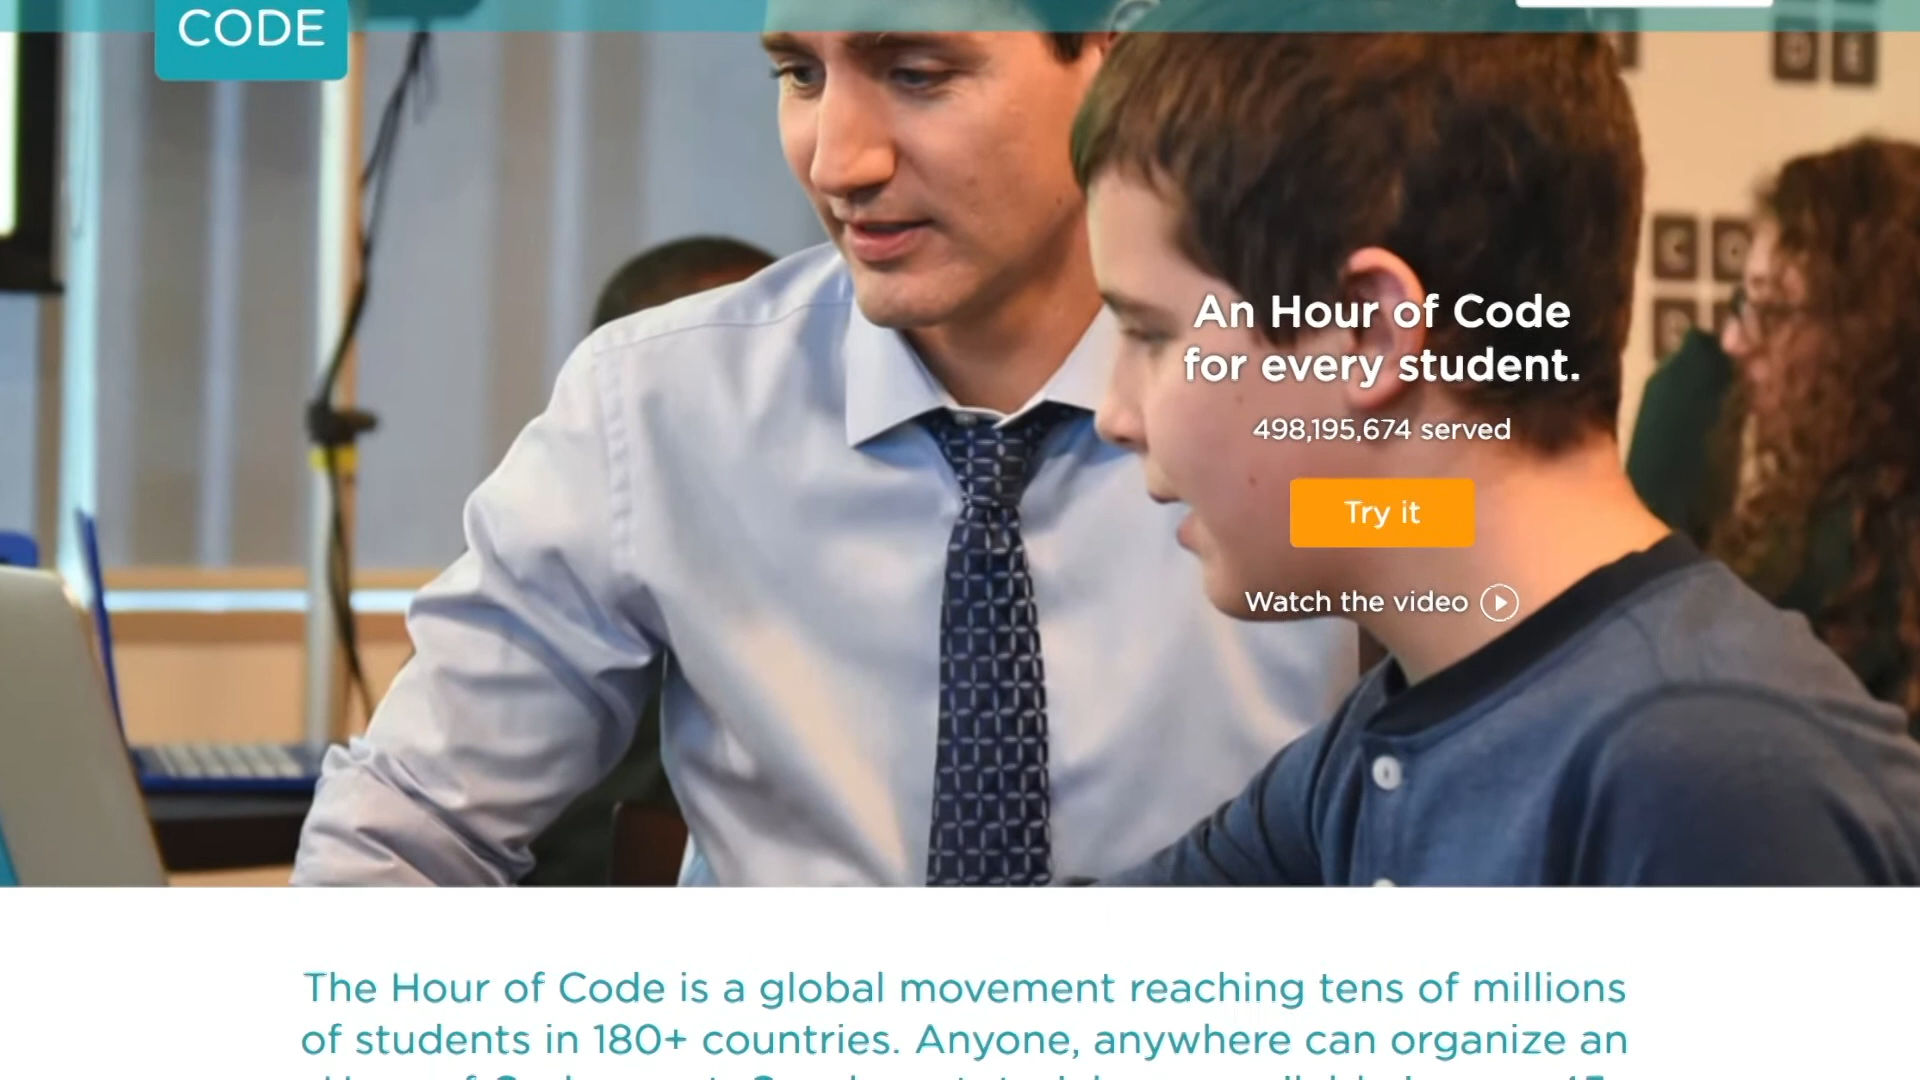 CODE
An Hour of Code
for every student.
498,195,674 served
Try it
Watch the video
The Hour of Code is a global movement reaching tens of millions
of students in 180+ countries. Anyone, anywhere can organize an